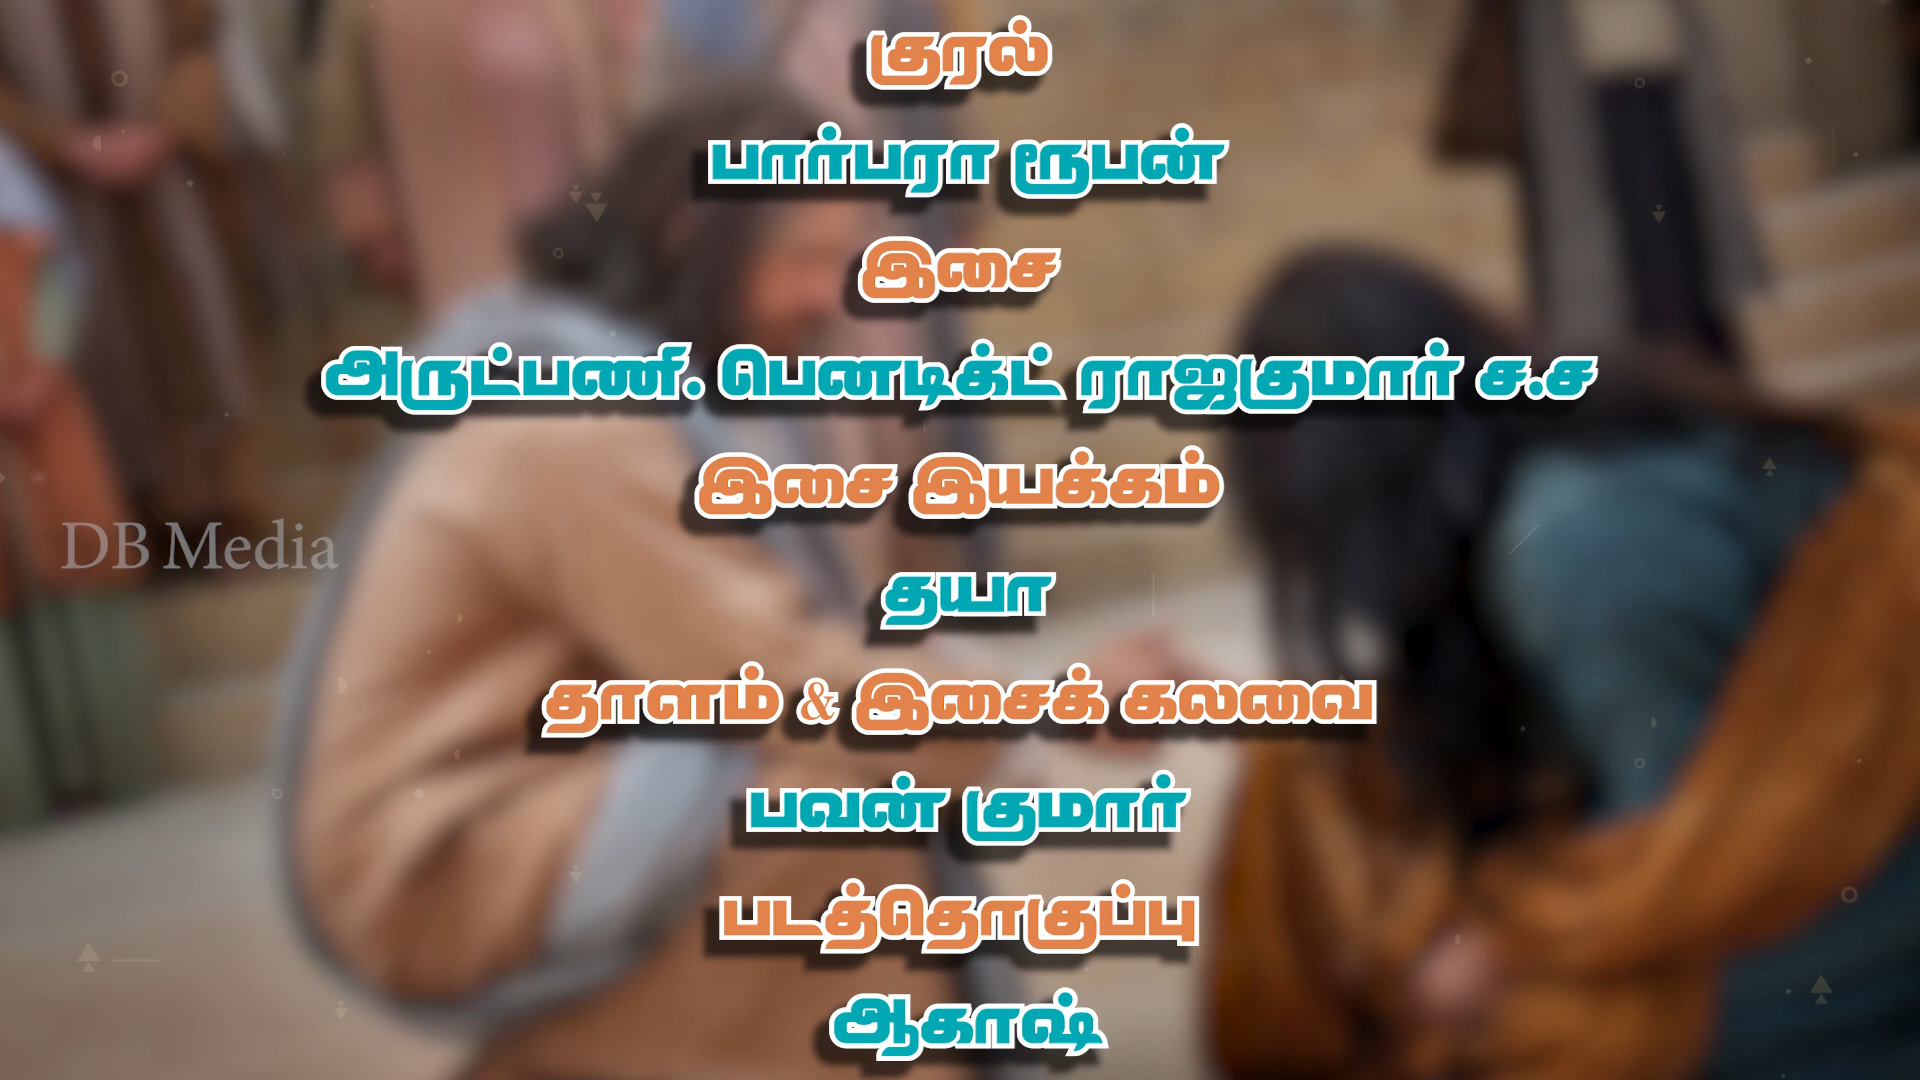 குரல்
பார்பரா ரூபன்
இசை
அருட்பணி. பெனடிக்ட் ராஜகுமார் ச.ச
இசை இயக்கம்
தயா
DB Media
தாளம் & இசைக் கலவை
பவன் குமார்
படத்தொகுப்பு
ஆகாஷ்